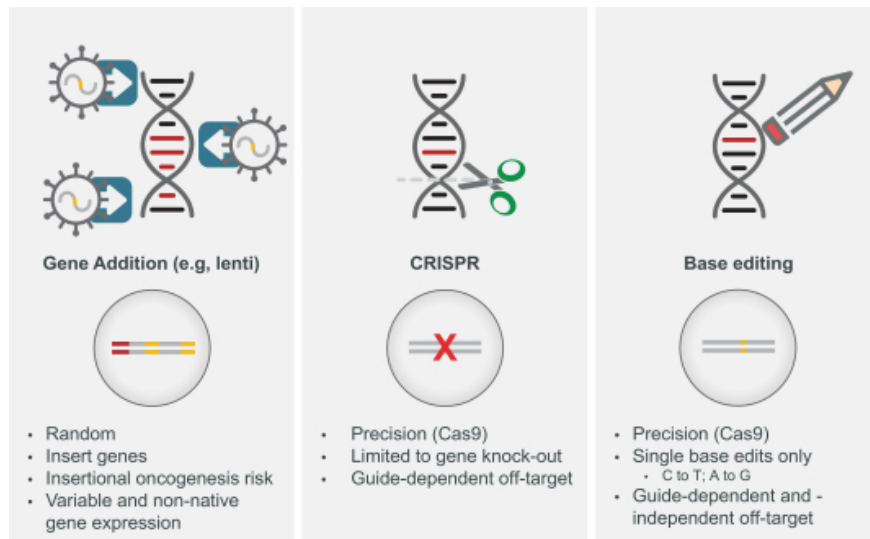 Gene Addition (e.g, lenti)
• Random
• Insert genes
• Insertional oncogenesis risk
• Variable and non-native
gene expression
CRISPR
X
• Precision (Cas9)
• Limited to gene knock-out
• Guide-dependent off-target
Base editing
• Precision (Cas9)
• Single base edits only
• C to T; A to G
• Guide-dependent and -
independent off-target